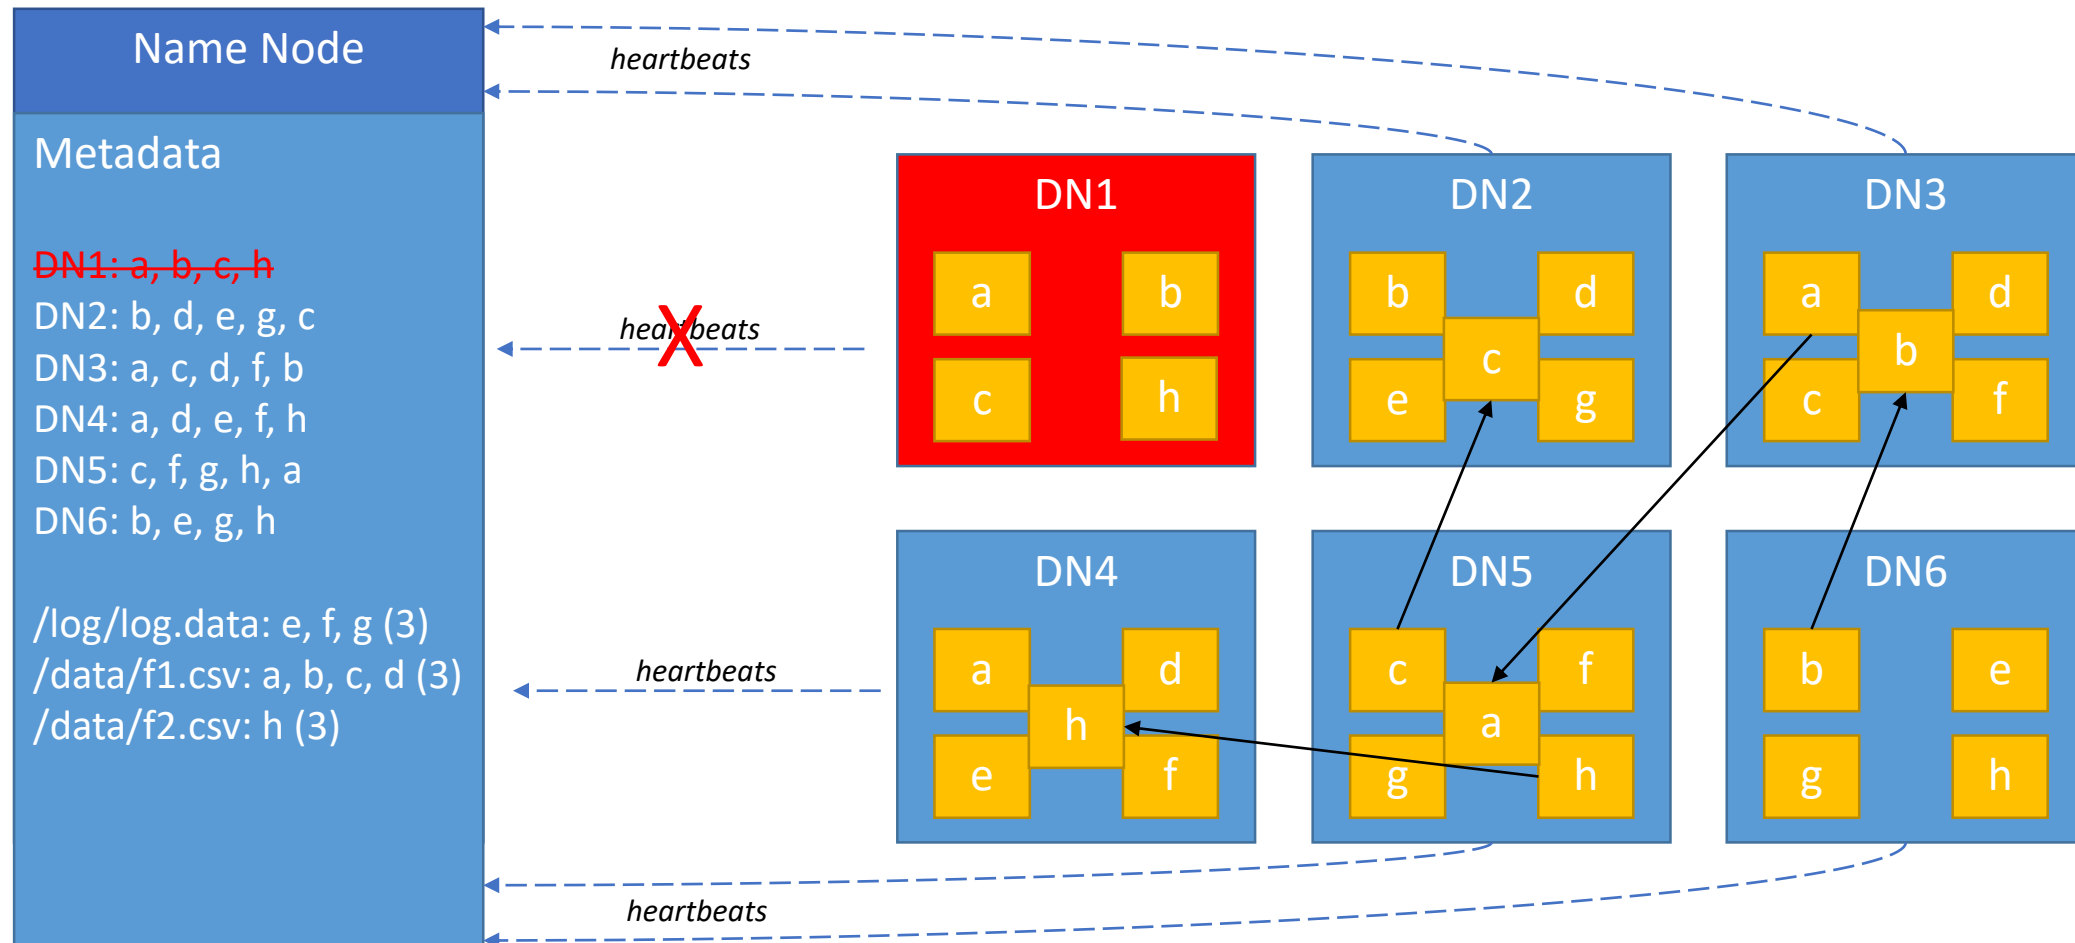 Name Node
heartbeats
Metadata
DN1: a, b, c, h
DN2: b, d, e, g, c
DN3: a, c, d, f, b
DN4: a, d, e, f, h
DN5: c, f, g, h, a
DN6: b, e, g, h
/log/log.data: e, f, g (3)
/data/f1.csv: a, b, c, d (3)
/data/f2.csv: h (3)
heartbeats
X
heartbeats
heartbeats
DN1
a b
c h
DN2
b d
c
e g
DN3
a d
b
c f
DN4
a d
h
e f
DN5
c f
a
g h
DN6
b e
g h